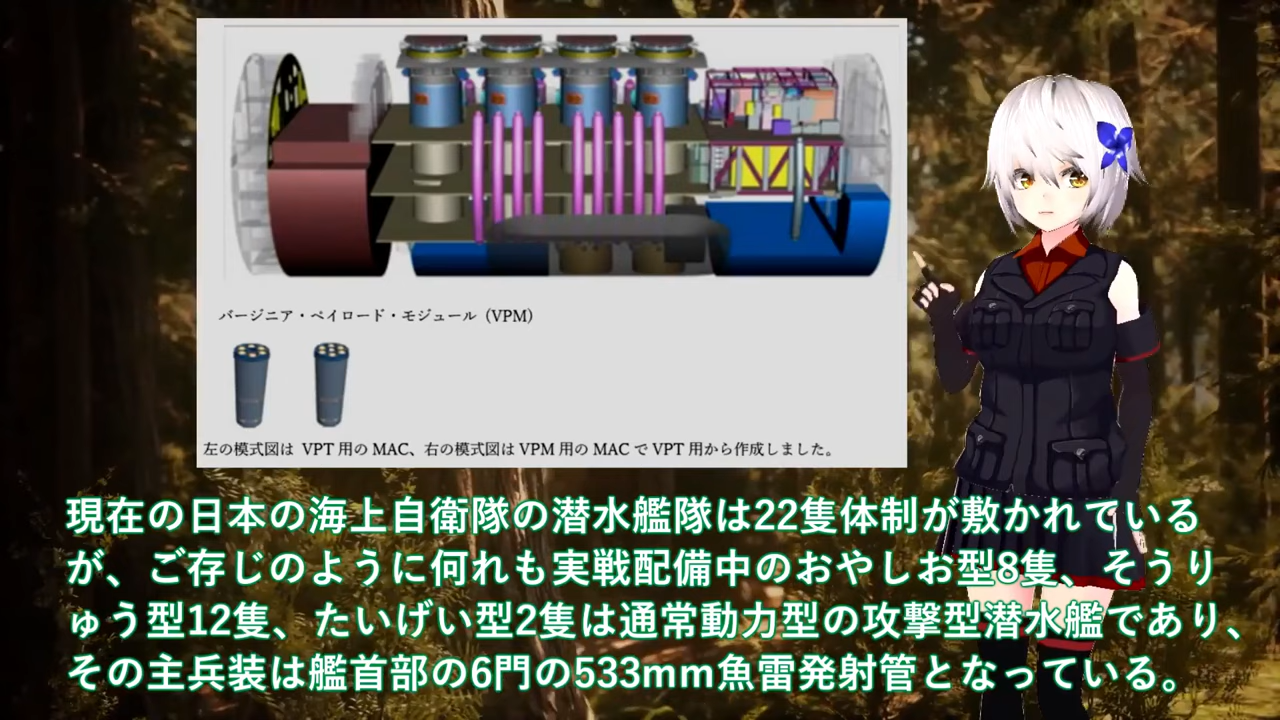 バージニア・ペイロード・モジュール（VPM）
左の模式図は VPT 用の MAC、右の模式図は VPM 用の MAC で VPT 用から作成しました。
現在の日本の海上自衛隊の潜水艦隊は22隻体制が敷かれている
が、ご存じのように何れも実戦配備中のおやしお型8隻、そうり
ゅう型12隻、たいげい型2隻は通常動力型の攻撃型潜水艦であり、
その主兵装は艦首部の6門の533mm魚雷発射管となっている。